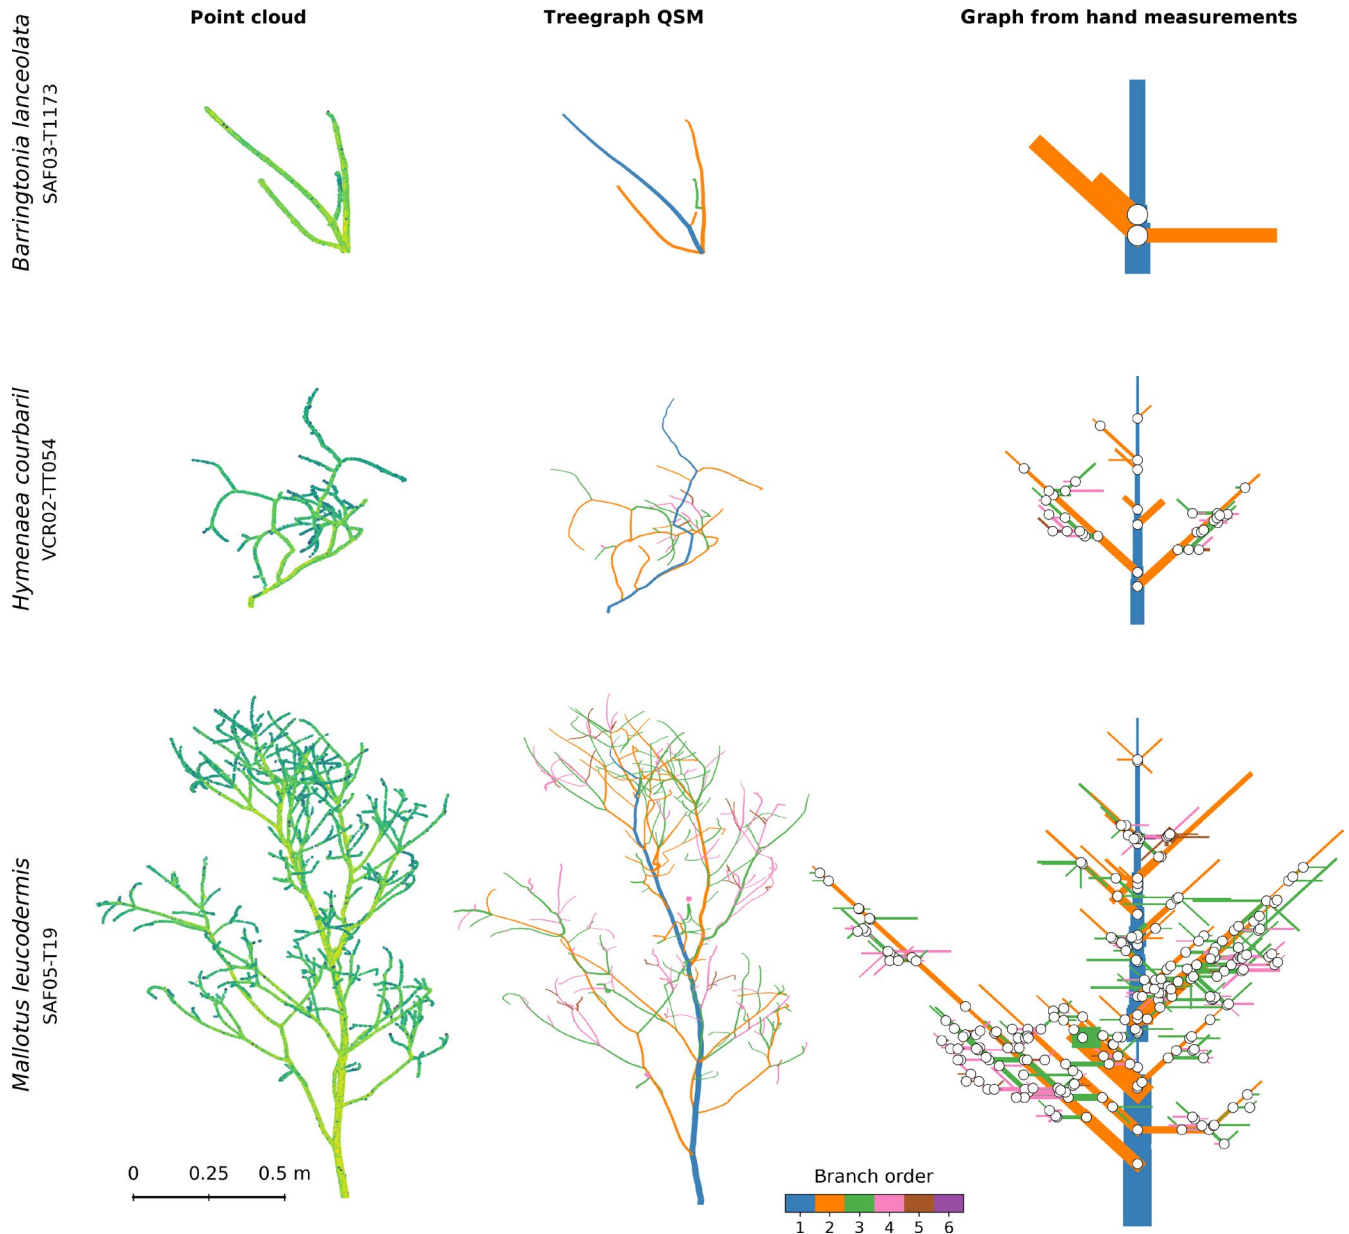 Point cloud
Treegraph QSM
Graph from hand measurements
Barringtonia lanceolata
SAF03-T1173
Hymenaea courbaril
VCR02-TT054
Mallotus leucodermis
SAF05-T19
0 0.25 0.5 m
Branch order
1 2 3 4 5 6